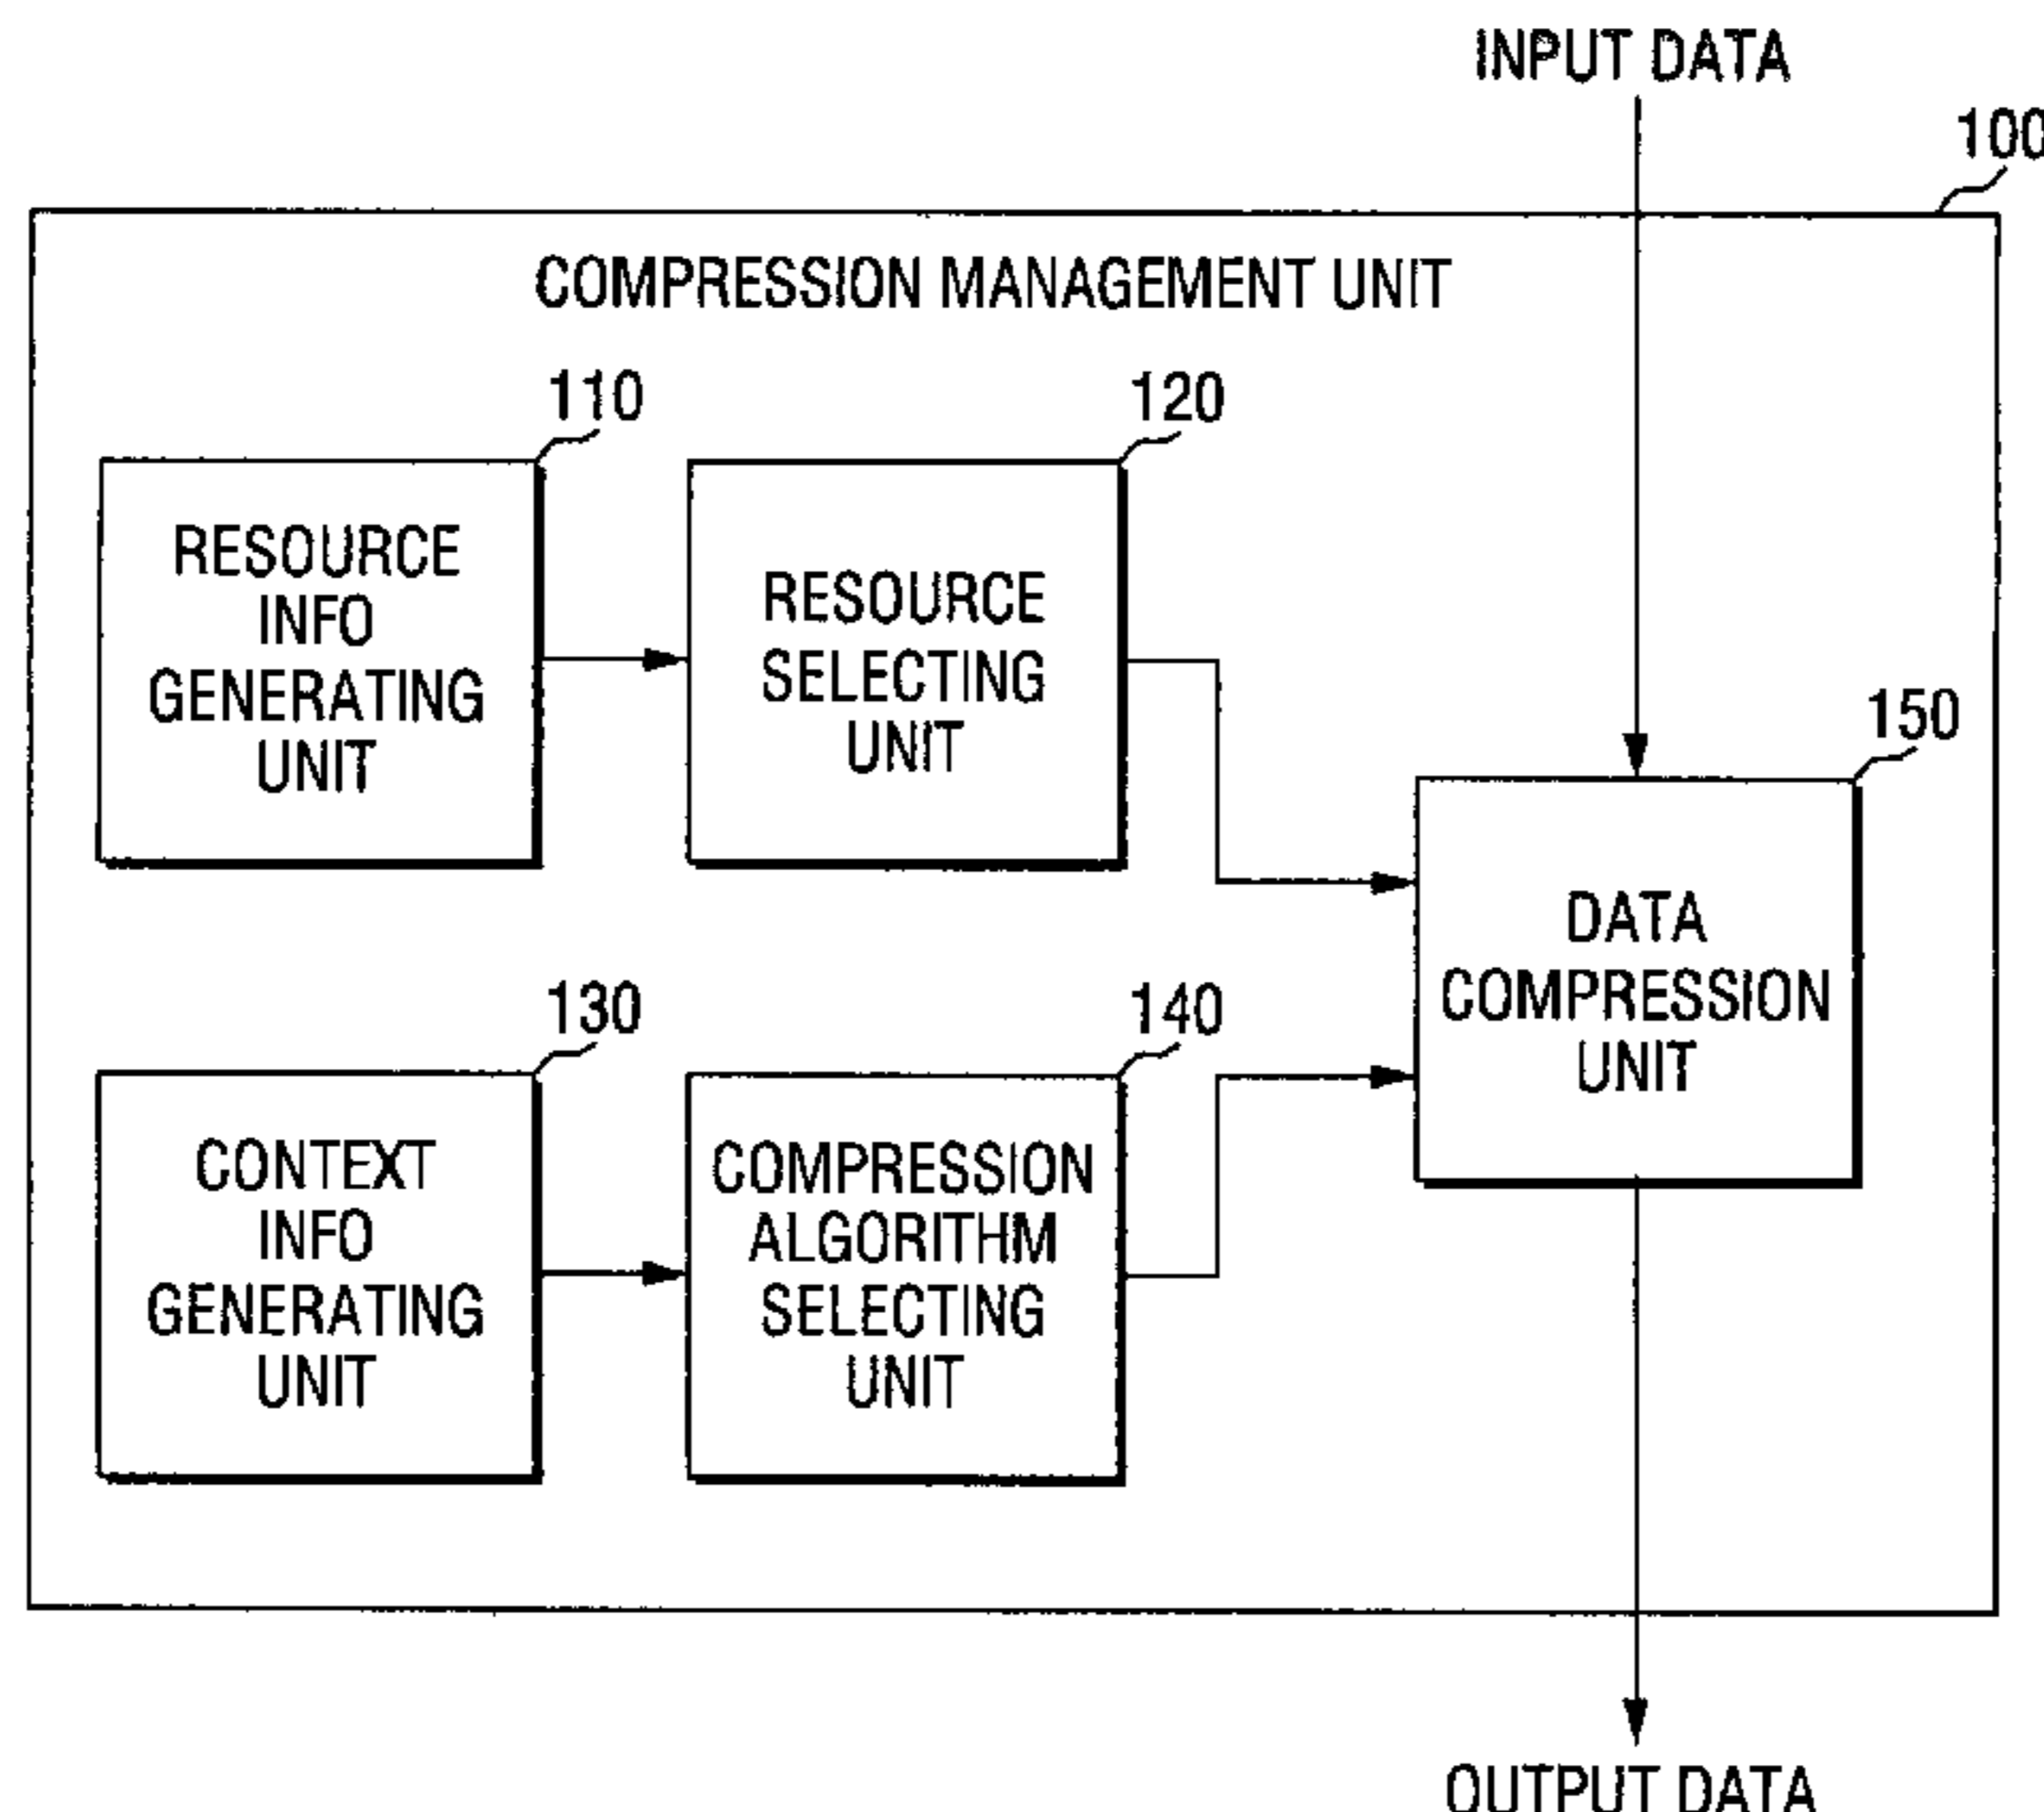 INPUT DATA
100
COMPRESSION MANAGEMENT UNIT
110
120
RESOURCE
INFO
GENERATING
UNIT
RESOURCE
SELECTING
UNIT
150
DATA
COMPRESSION
UNIT
130
140
CONTEXT
INFO
GENERATING
UNIT
COMPRESSION
ALGORITHM
SELECTING
UNIT
OUTPUT DATA